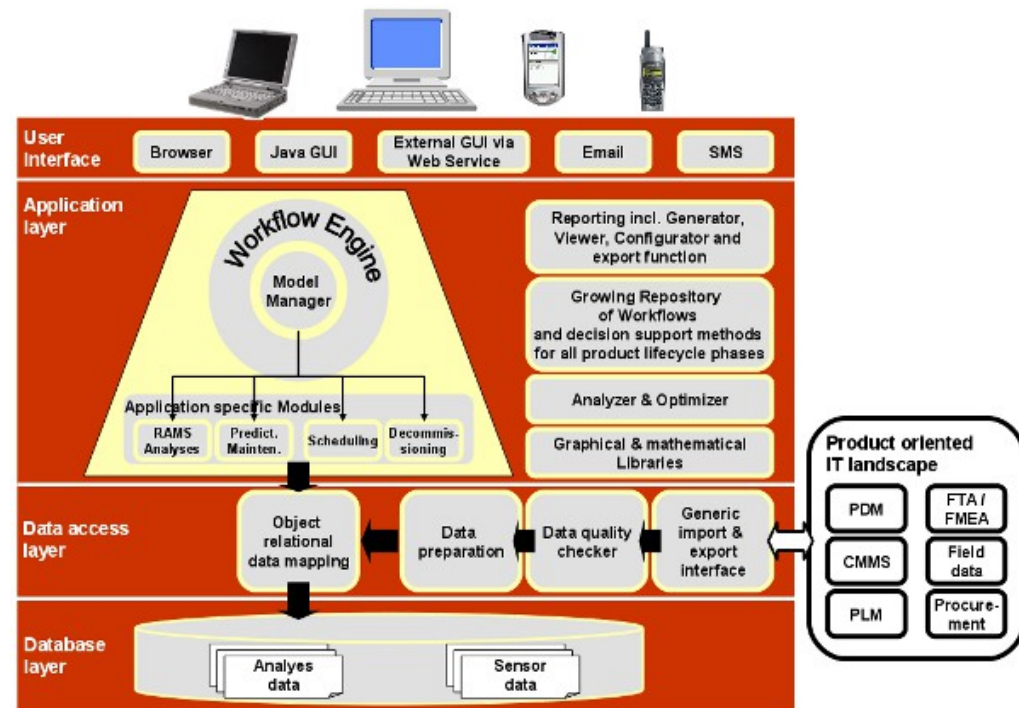 User
Interface
Browser
Java GUI
External GUI via
Web Service
Email
SMS
Application
layer
Workflow Engine
Model
Manager
Application specific Modules
RAMS
Analyses
Predict.
Mainten.
Scheduling
Decommis-
sioning
Reporting incl. Generator,
Viewer, Configurator and
export function
Growing Repository
of Workflows
and decision support methods
for all product lifecycle phases
Analyzer & Optimizer
Graphical & mathematical
Libraries
Product oriented
IT landscape
PDM
FTA /
FMEA
CMMS
Field
data
PLM
Procure-
ment
Data access
layer
Object
relational
data mapping
Data
preparation
Data quality
checker
Generic
import &
export
interface
Database
layer
Analyes
data
Sensor
data